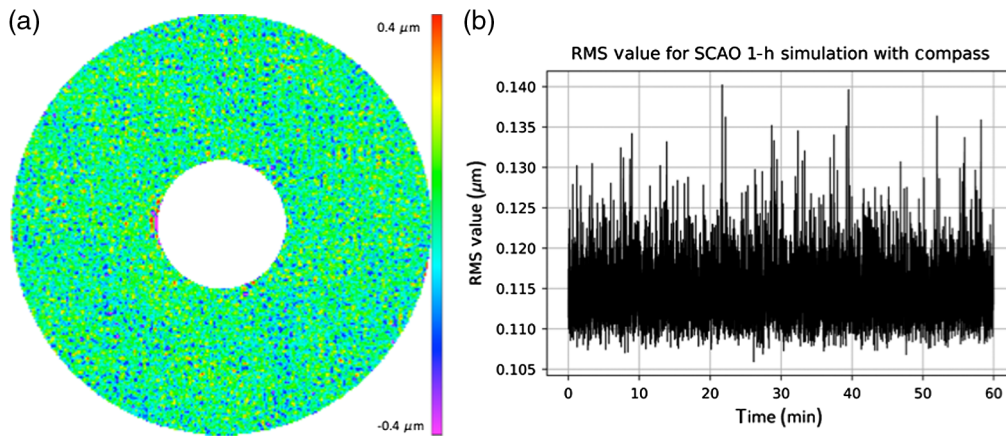 (a)
0.4 μm
-0.4 μm
(b)
RMS value for SCAO 1-h simulation with compass
RMS value (μm)
0.140
0.135
0.130
0.125
0.120
0.115
0.110
0.105
0 10 20 30 40 50 60
Time (min)